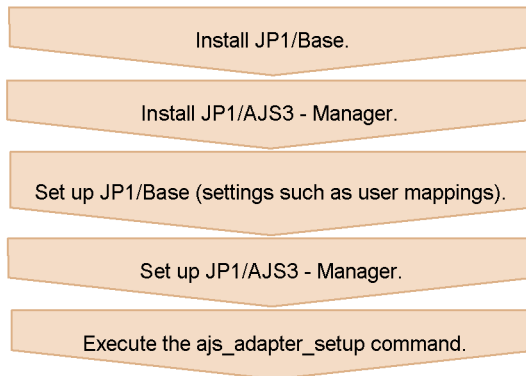 Install JP1/Base.
Install JP1/AJS3 - Manager.
Set up JP1/Base (settings such as user mappings).
Set up JP1/AJS3 - Manager.
Execute the ajs_adapter_setup command.